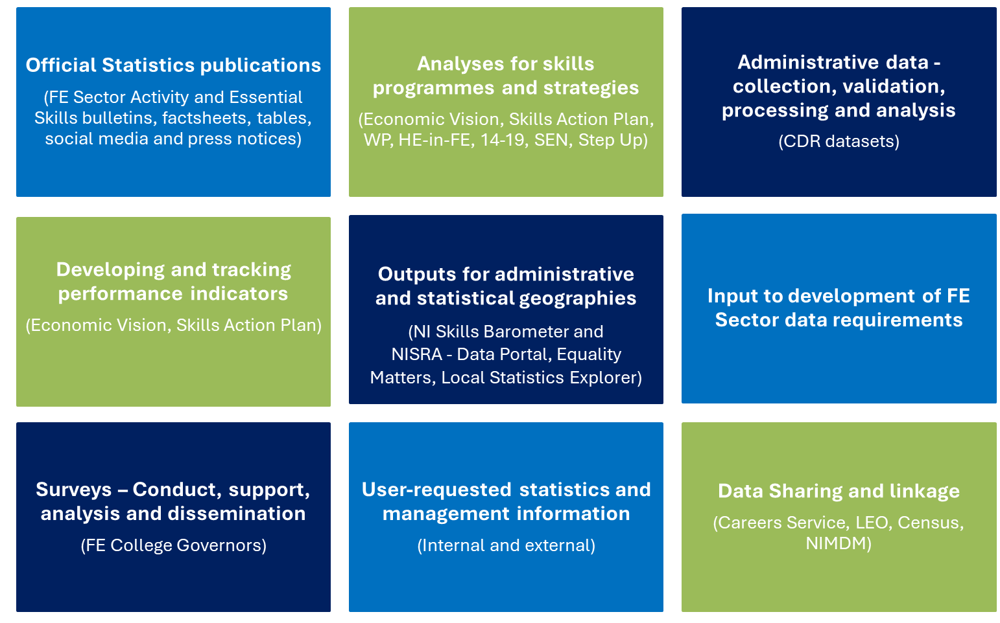 Official Statistics publications
(FE Sector Activity and Essential
Skills bulletins, factsheets, tables,
social media and press notices)
Analyses for skills
programmes and strategies
(Economic Vision, Skills Action Plan,
WP, HE-in-FE, 14-19, SEN, Step Up)
Administrative data -
collection, validation,
processing and analysis
(CDR datasets)
Developing and tracking
performance indicators
(Economic Vision, Skills Action Plan)
Outputs for administrative
and statistical geographies
(NI Skills Barometer and
NISRA - Data Portal, Equality
Matters, Local Statistics Explorer)
Input to development of FE
Sector data requirements
Surveys – Conduct, support,
analysis and dissemination
(FE College Governors)
User-requested statistics and
management information
(Internal and external)
Data Sharing and linkage
(Careers Service, LEO, Census,
NIMDM)